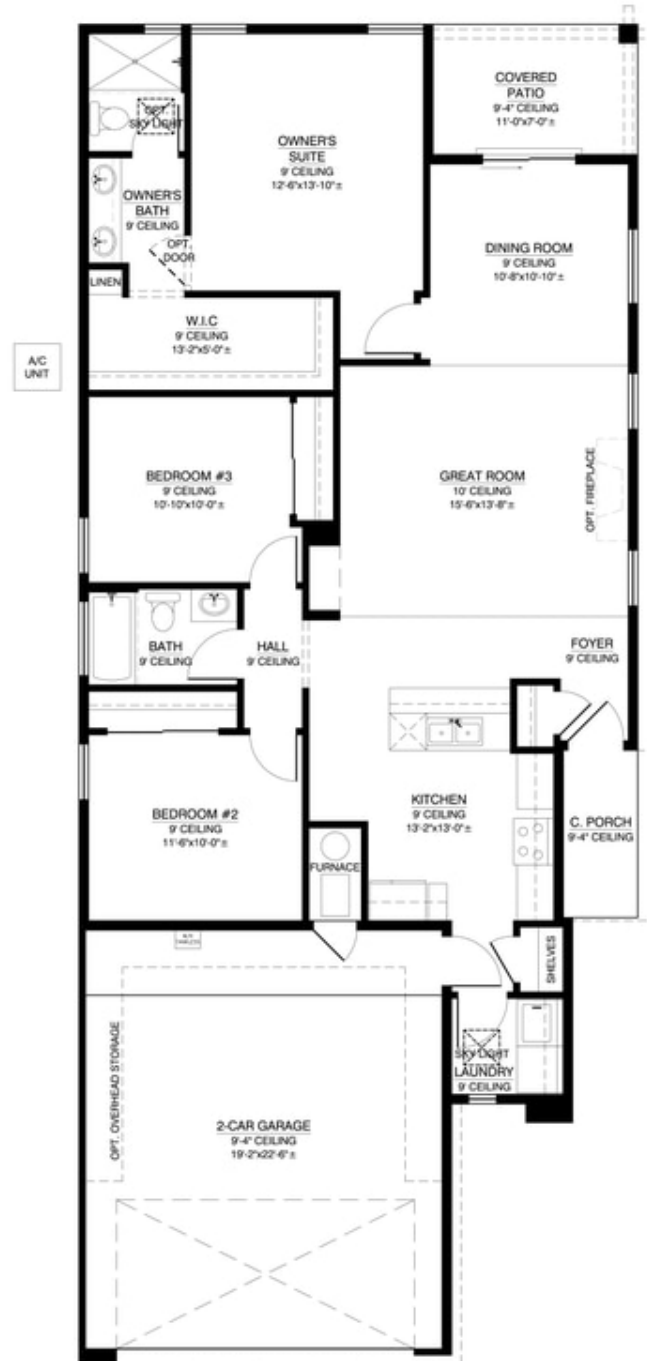 COVERED
PATIO
9'-4" CEILING
11'-0"x7'-0"±
OPT.
SKY LIGHT
OWNER'S
SUITE
9' CEILING
12'-6"x13'-10"±
OWNER'S
BATH
9' CEILING
OPT.
DOOR
DINING ROOM
9' CEILING
10'-8"x10'-10"±
LINEN
W.I.C
9' CEILING
13'-2"x5'-0"±
A/C
UNIT
BEDROOM #3
9' CEILING
10'-10"x10'-0"±
GREAT ROOM
10' CEILING
15'-6"x13'-8"±
OPT. FIREPLACE
BATH
9' CEILING
HALL
9' CEILING
FOYER
9' CEILING
KITCHEN
9' CEILING
13'-2"x13'-0"±
C. PORCH
9'-4" CEILING
BEDROOM #2
9' CEILING
11'-6"x10'-0"±
FURNACE
SHELVES
SKY LIGHT
LAUNDRY
9' CEILING
OPT. OVERHEAD STORAGE
2-CAR GARAGE
9'-4" CEILING
19'-2"x22'-6"±